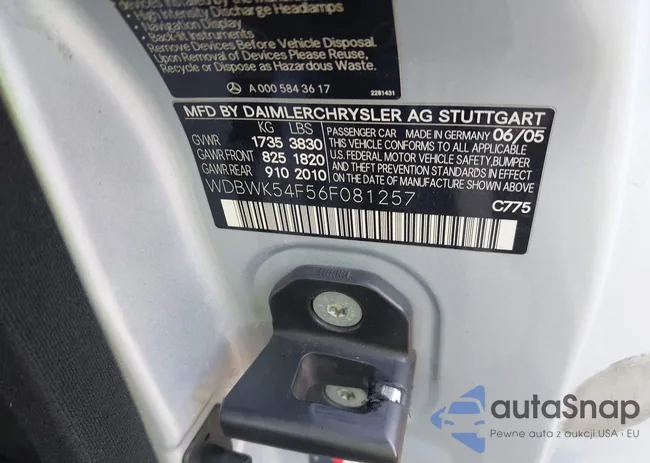 devices installed by the
High Intensity Discharge Headlamps
Navigation Display
Back-lit Instruments
Remove Devices Before Vehicle Disposal.
Upon Removal of Devices Please Reuse,
Recycle or Dispose as Hazardous Waste.
A 000 584 36 17
2281431
MFD BY DAIMLERCHRYSLER AG STUTTGART
KG LBS
GVWR 1735 3830
GAWR FRONT 825 1820
GAWR REAR 910 2010
PASSENGER CAR MADE IN GERMANY 06/05
THIS VEHICLE CONFORMS TO ALL APPLICABLE
U.S. FEDERAL MOTOR VEHICLE SAFETY, BUMPER
AND THEFT PREVENTION STANDARDS IN EFFECT
ON THE DATE OF MANUFACTURE SHOWN ABOVE.
WDBWK54F56F081257
C775
autaSnap
Pewne auto z aukcji USA i EU